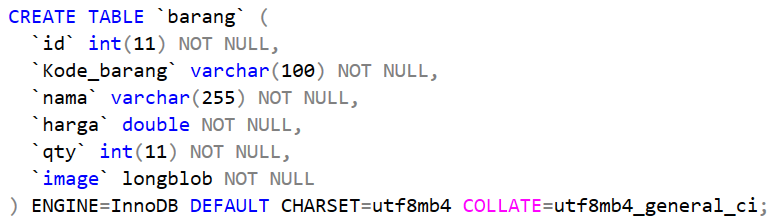 CREATE TABLE `barang` (
  `id` int(11) NOT NULL,
  `Kode_barang` varchar(100) NOT NULL,
  `nama` varchar(255) NOT NULL,
  `harga` double NOT NULL,
  `qty` int(11) NOT NULL,
  `image` longblob NOT NULL
) ENGINE=InnoDB DEFAULT CHARSET=utf8mb4 COLLATE=utf8mb4_general_ci;